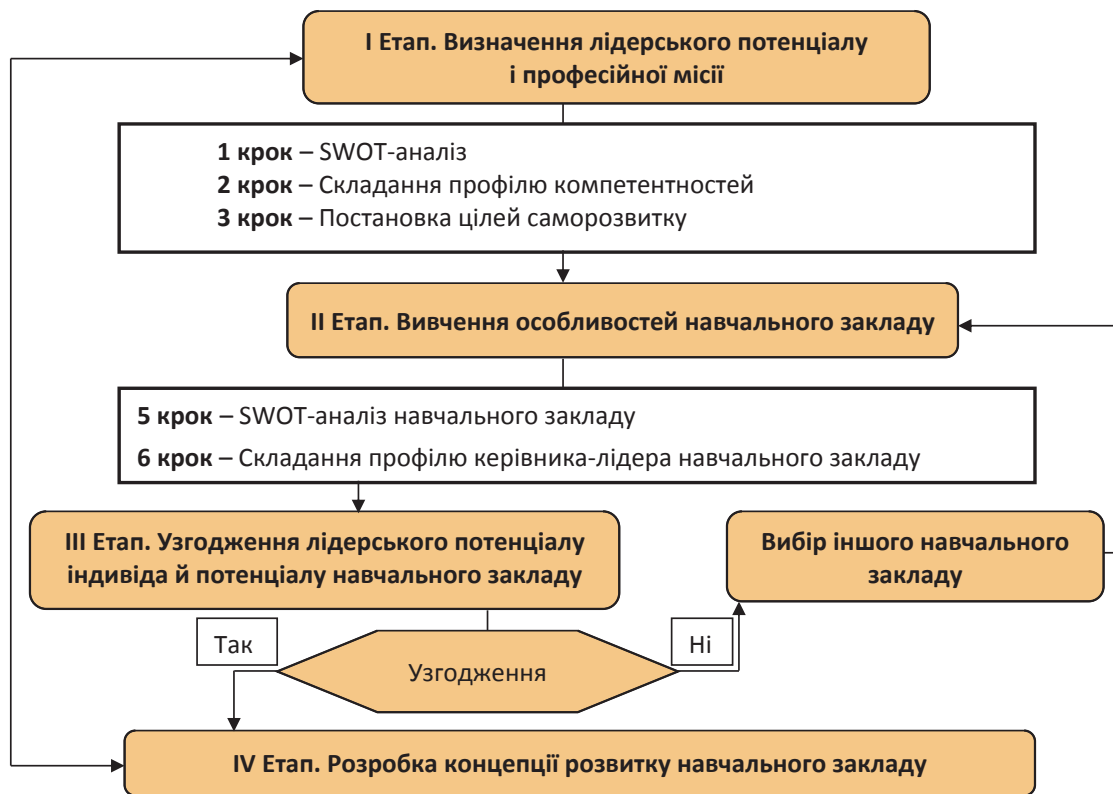 І Етап. Визначення лідерського потенціалу
і професійної місії
1 крок – SWOT-аналіз
2 крок – Складання профілю компетентностей
3 крок – Постановка цілей саморозвитку
ІІ Етап. Вивчення особливостей навчального закладу
5 крок – SWOT-аналіз навчального закладу
6 крок – Складання профілю керівника-лідера навчального закладу
ІІІ Етап. Узгодження лідерського потенціалу
індивіда й потенціалу навчального закладу
Вибір іншого навчального
закладу
Так
Узгодження
Ні
IV Етап. Розробка концепції розвитку навчального закладу